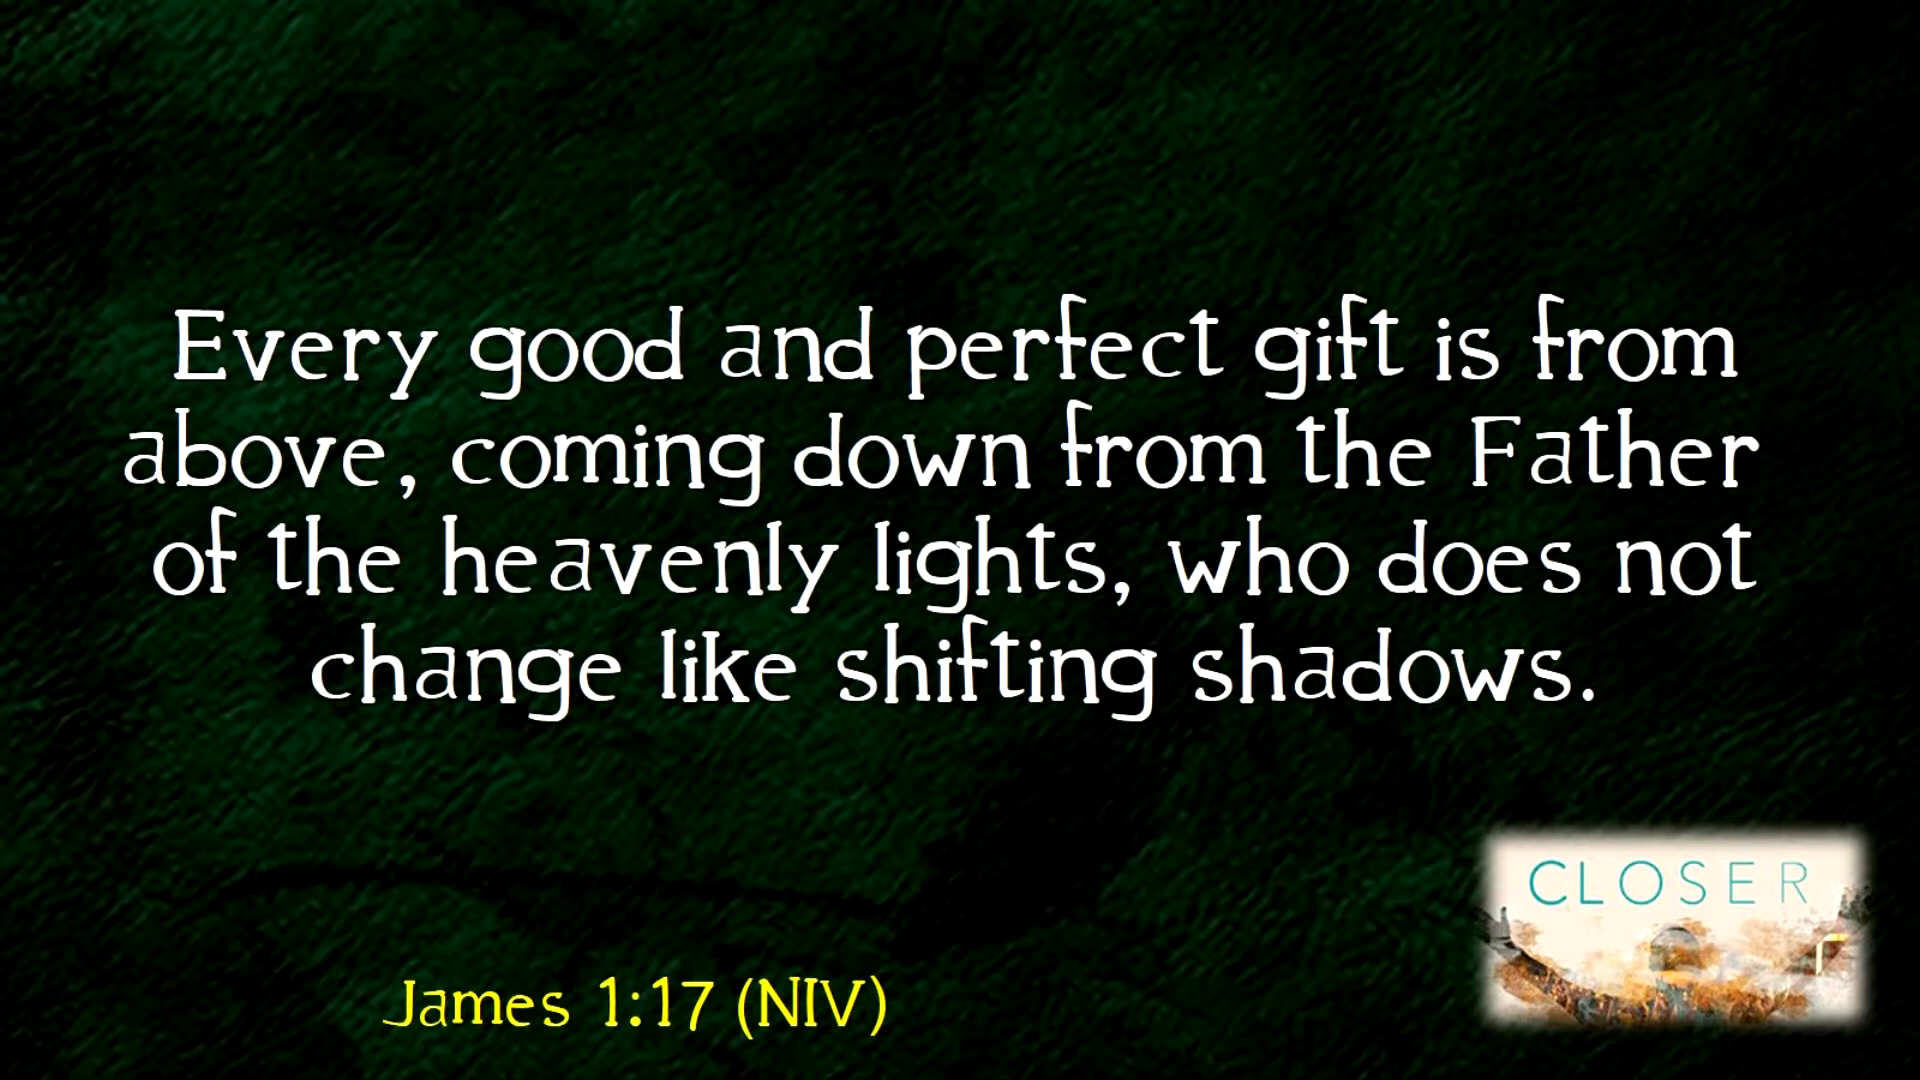 Every good and perfect gift is from
above, coming down from the Father
of the heavenly lights, who does not
change like shifting shadows.
CLOSER
James 1:17 (NIV)